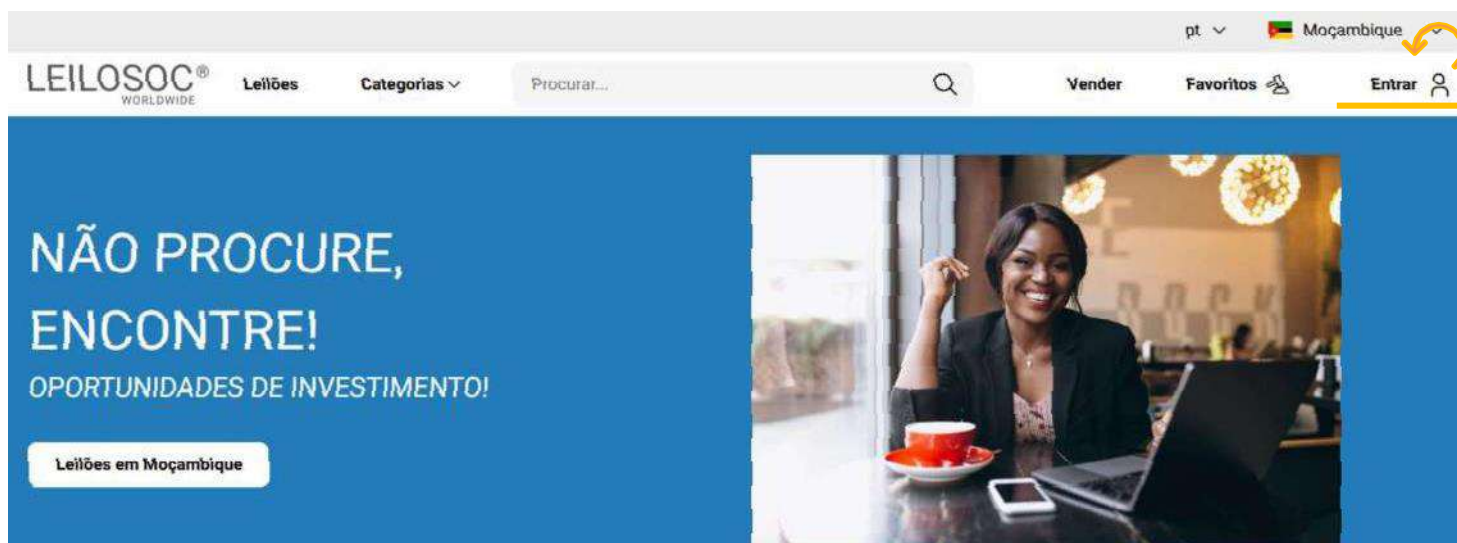 pt Moçambique
LEILOSOC®
WORLDWIDE
Leilões Categorias Procurar... Vender Favoritos Entrar
NÃO PROCURE,
ENCONTRE!
OPORTUNIDADES DE INVESTIMENTO!
Leilões em Moçambique